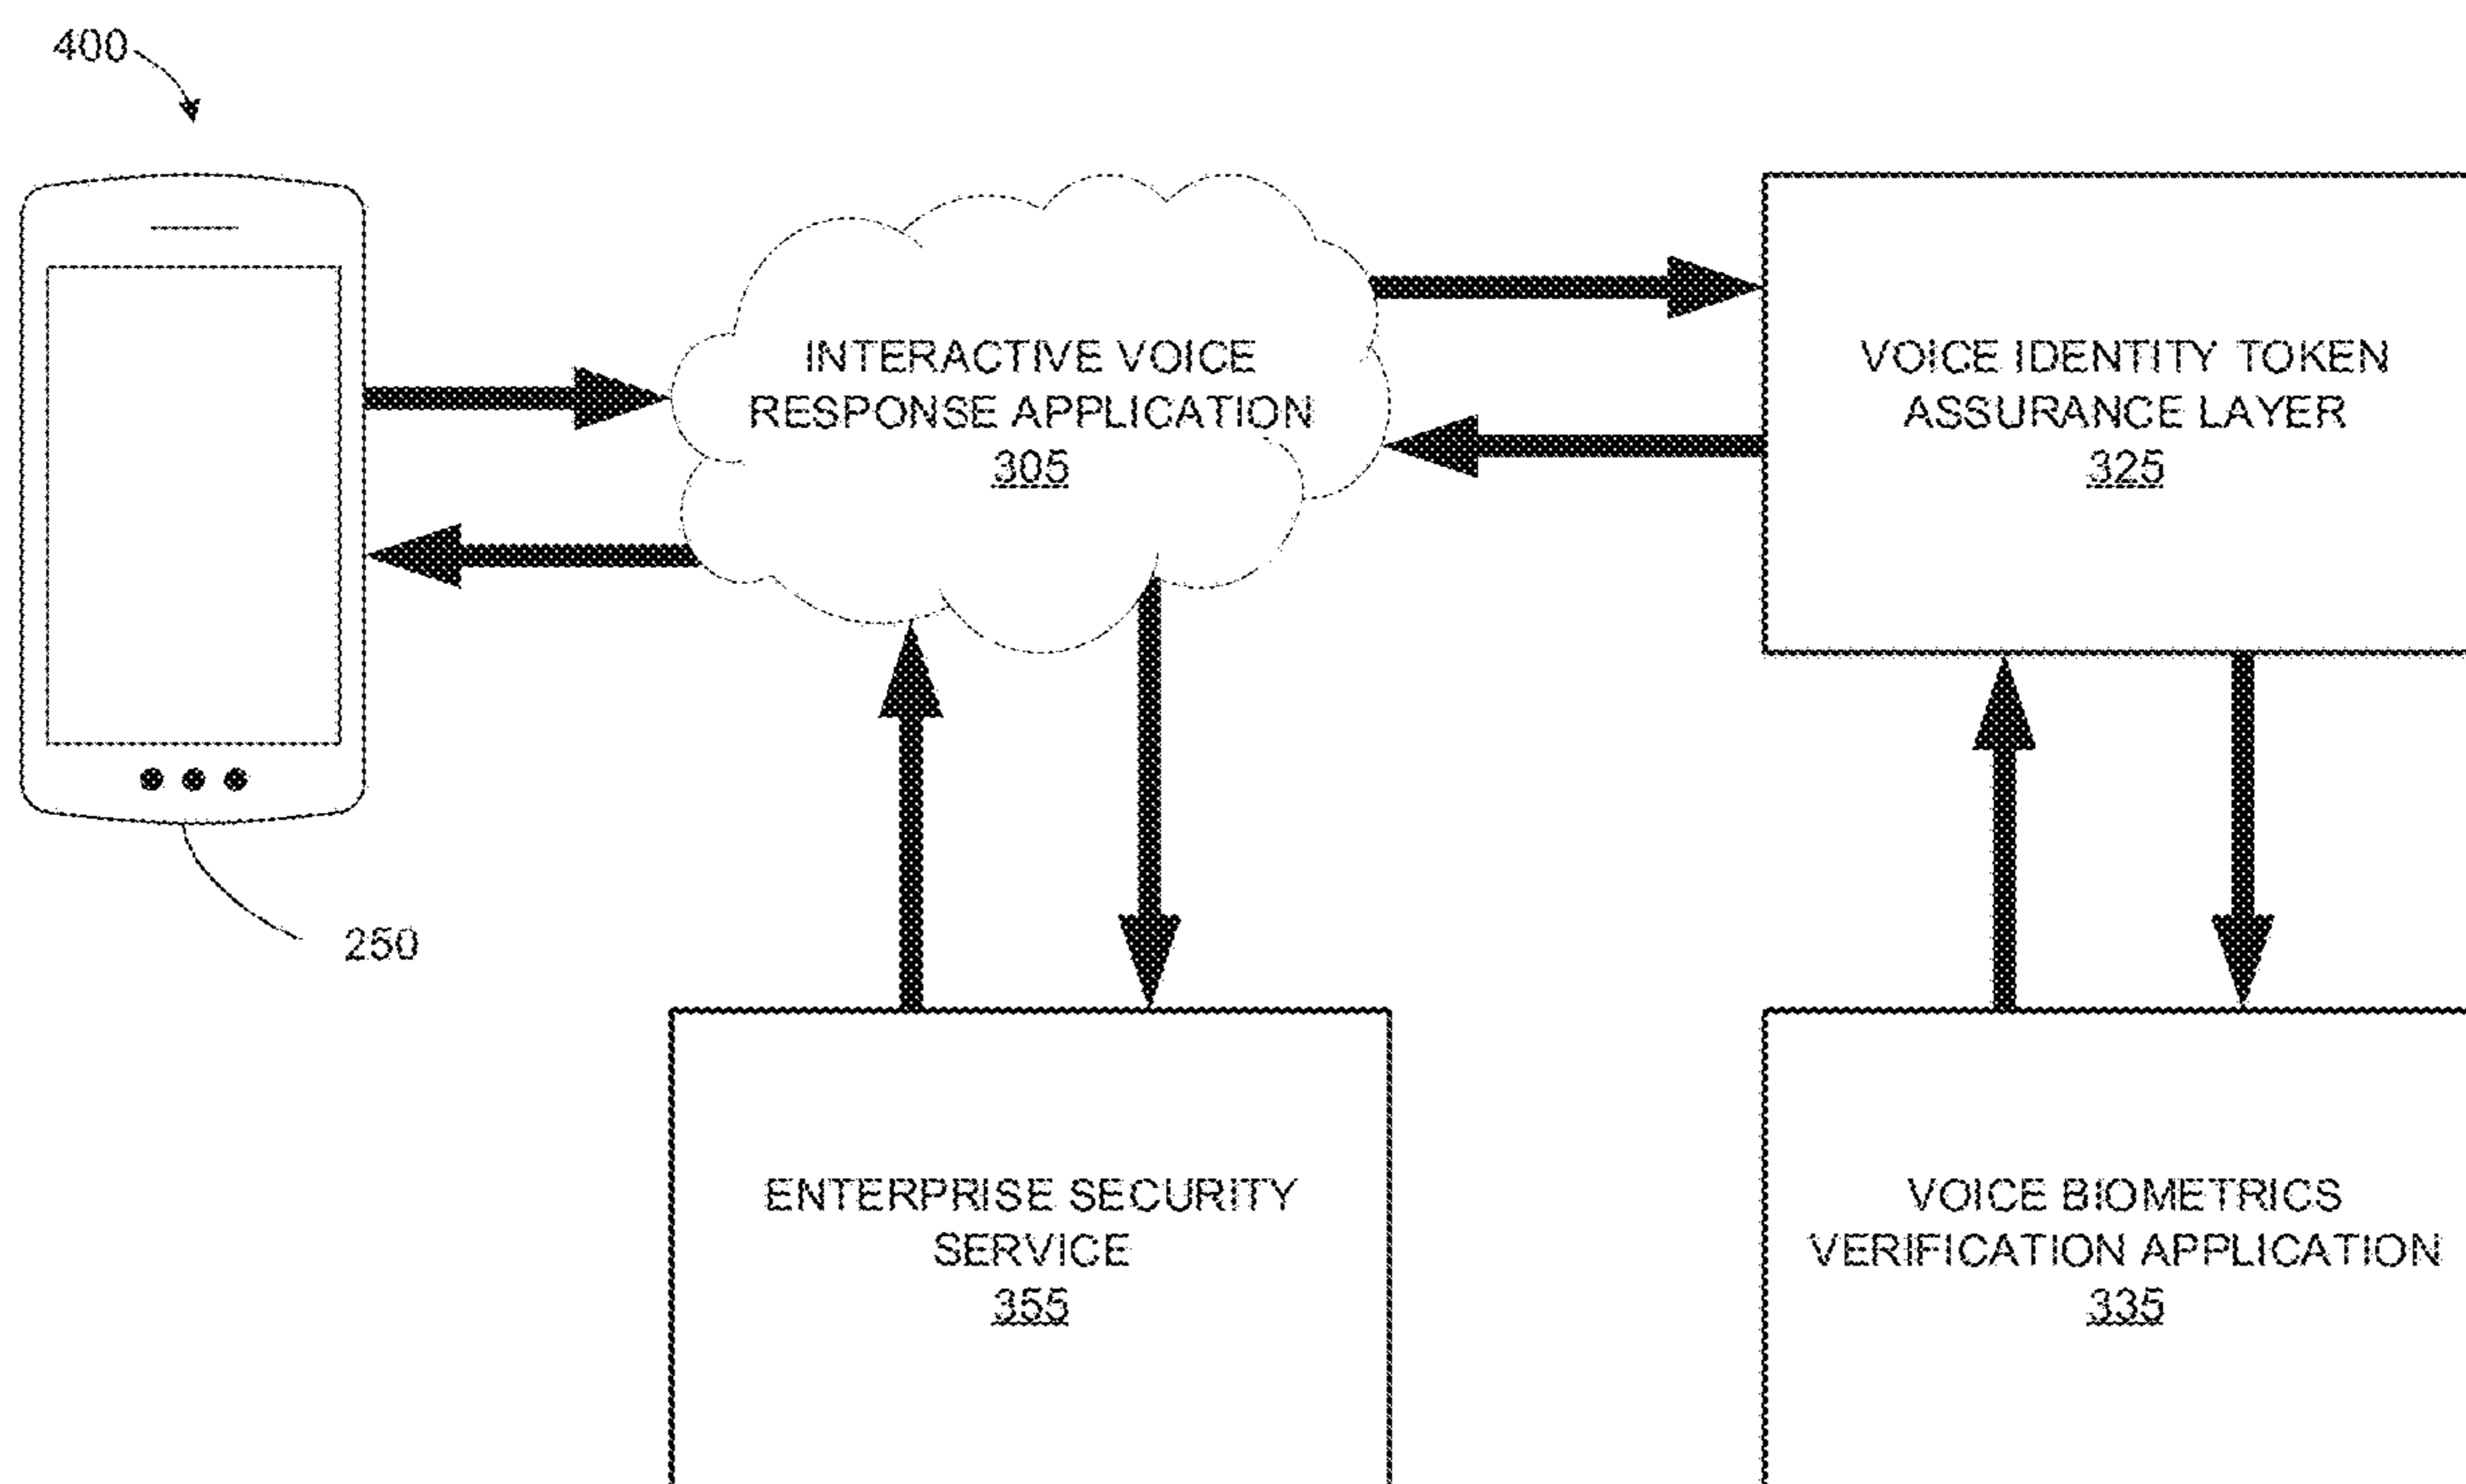 400
INTERACTIVE VOICE
RESPONSE APPLICATION
305
VOICE IDENTITY TOKEN
ASSURANCE LAYER
325
250
ENTERPRISE SECURITY
SERVICE
355
VOICE BIOMETRICS
VERIFICATION APPLICATION
335